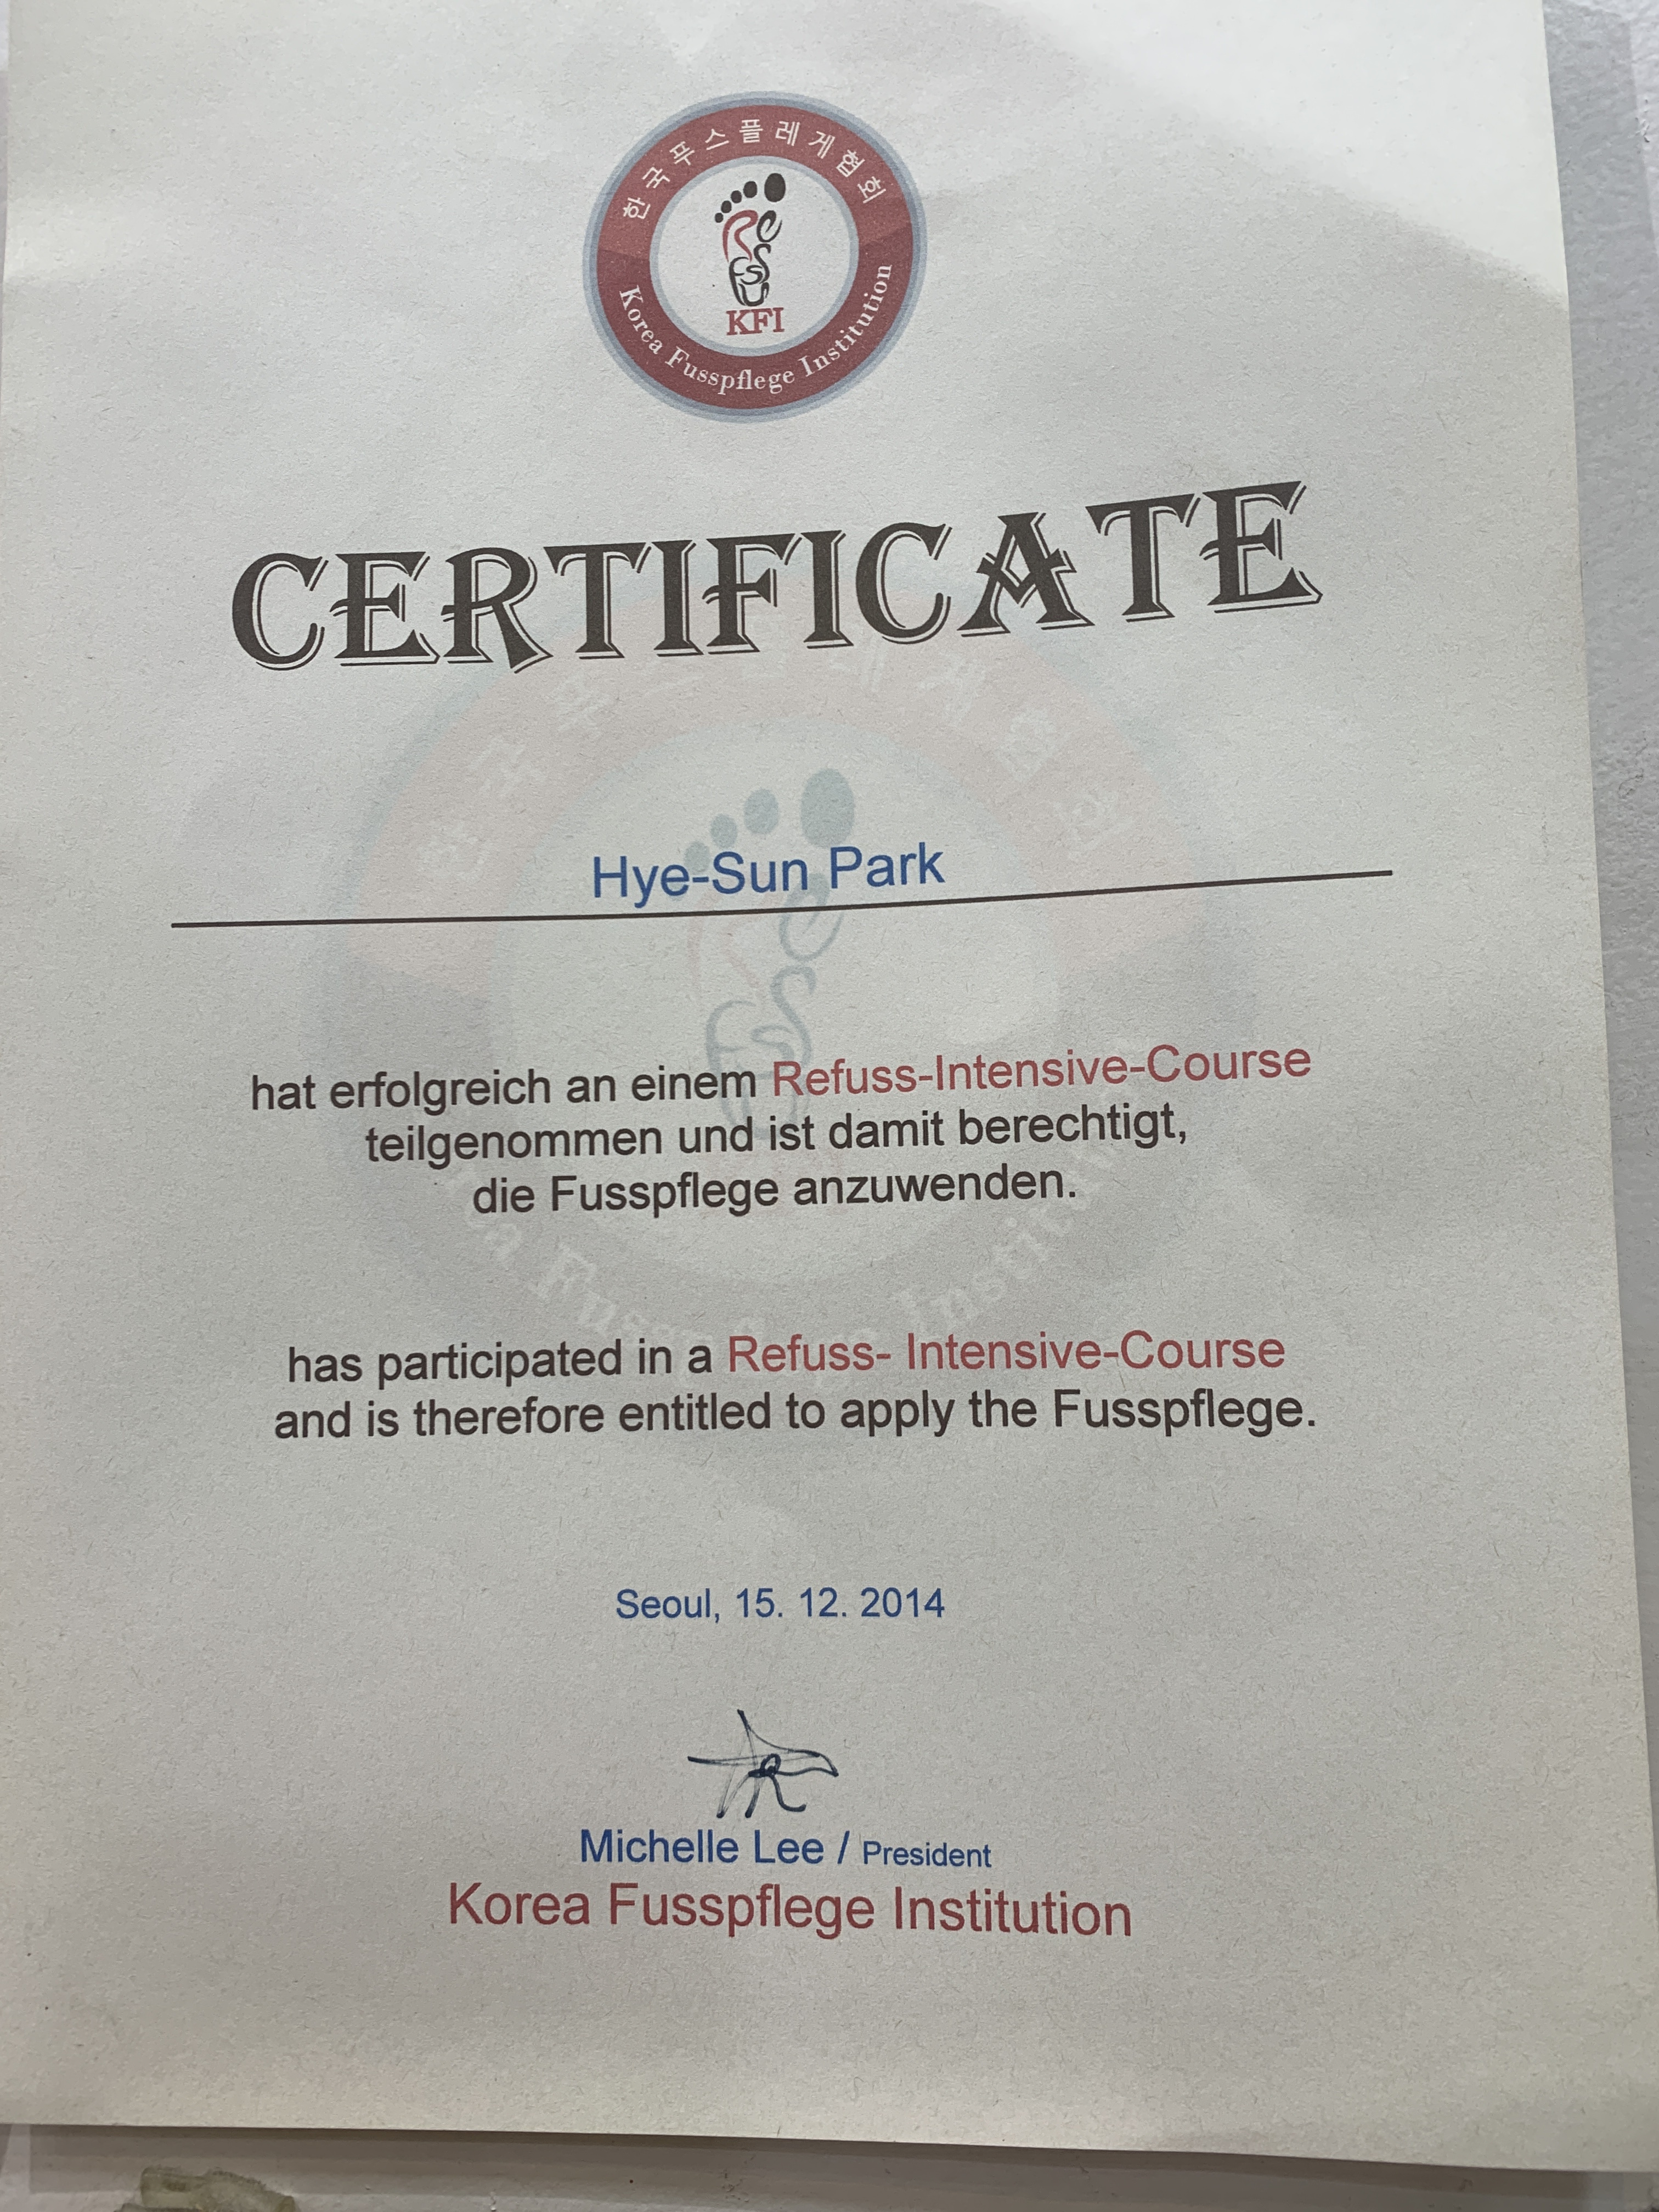 한국푸스플레게협회
ReFuss
KFI
Korea Fusspflege Institution
CERTIFICATE
Hye-Sun Park
hat erfolgreich an einem Refuss-Intensive-Course
teilgenommen und ist damit berechtigt,
die Fusspflege anzuwenden.
has participated in a Refuss- Intensive-Course
and is therefore entitled to apply the Fusspflege.
Seoul, 15. 12. 2014
Michelle Lee / President
Korea Fusspflege Institution